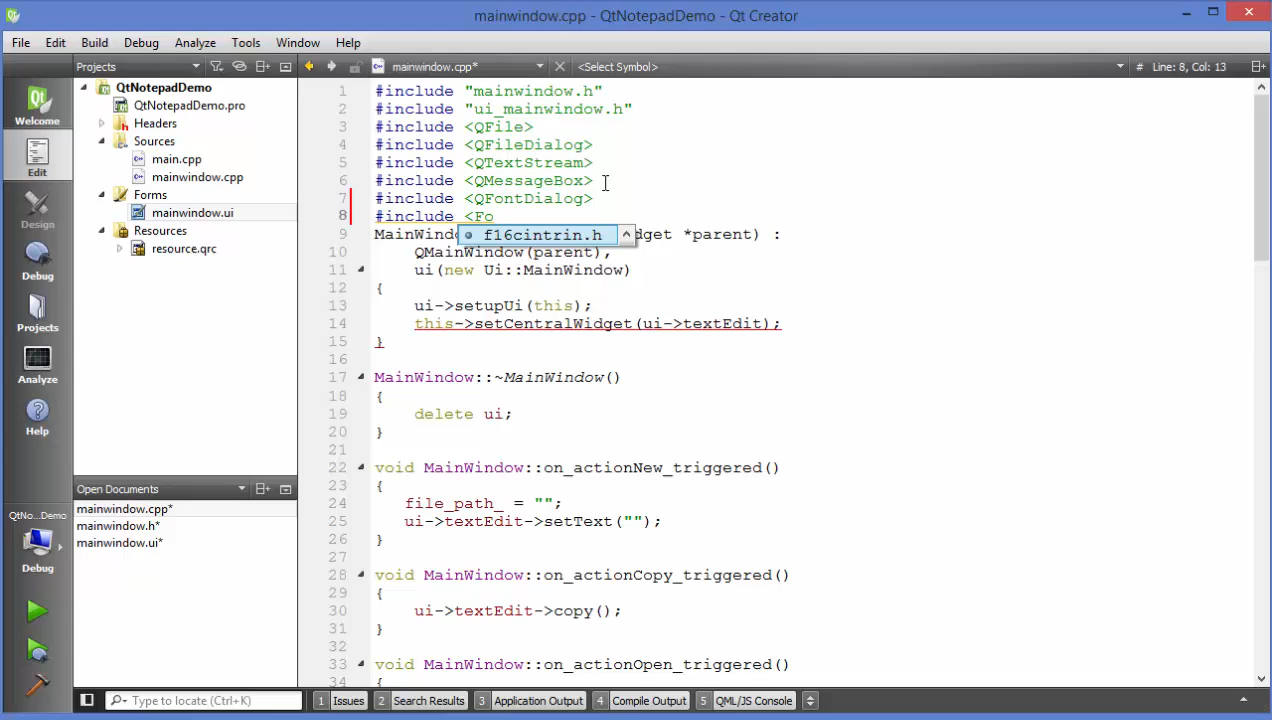 mainwindow.cpp - QtNotepadDemo - Qt Creator
File Edit Build Debug Analyze Tools Window Help
Projects
mainwindow.cpp*
<Select Symbol>
# Line: 8, Col: 13
Welcome
Edit
Design
Debug
Projects
Analyze
Help
QtNo...Demo
Debug
QtNotepadDemo
QtNotepadDemo.pro
Headers
Sources
main.cpp
mainwindow.cpp
Forms
mainwindow.ui
Resources
resource.qrc
Open Documents
mainwindow.cpp*
mainwindow.h*
mainwindow.ui*
1 #include "mainwindow.h"
2 #include "ui_mainwindow.h"
3 #include <QFile>
4 #include <QFileDialog>
5 #include <QTextStream>
6 #include <QMessageBox>
7 #include <QFontDialog>
8 #include <Fo
f16cintrin.h
9 MainWindo dget *parent) :
10 QMainWindow(parent),
11 ui(new Ui::MainWindow)
12 {
13 ui->setupUi(this);
14 this->setCentralWidget(ui->textEdit);
15 }
16
17 MainWindow::~MainWindow()
18 {
19 delete ui;
20 }
21
22 void MainWindow::on_actionNew_triggered()
23 {
24 file_path_ = "";
25 ui->textEdit->setText("");
26 }
27
28 void MainWindow::on_actionCopy_triggered()
29 {
30 ui->textEdit->copy();
31 }
32
33 void MainWindow::on_actionOpen_triggered()
34 {
Type to locate (Ctrl+K)
1 Issues
2 Search Results
3 Application Output
4 Compile Output
5 QML/JS Console